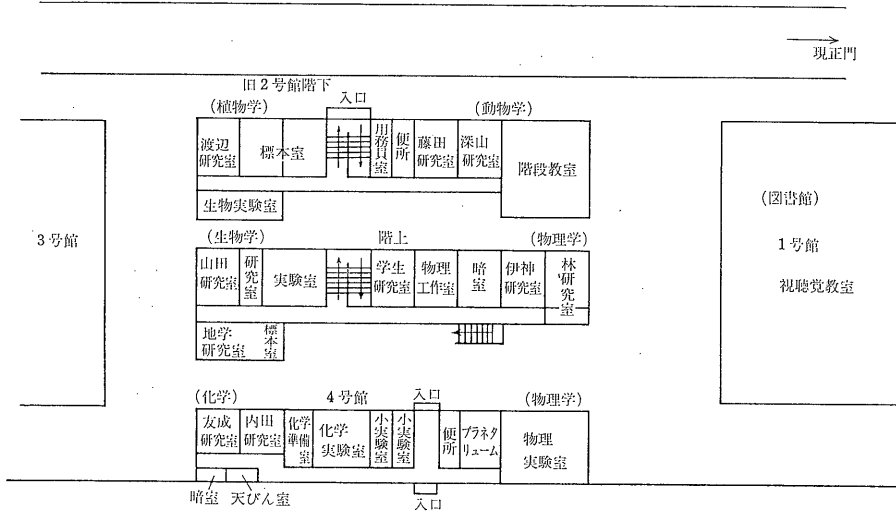 現正門
旧2号館階下
(植物学)
入口
(動物学)
渡辺
研究室
標本室
用務員室
便所
藤田
研究室
深山
研究室
階段教室
生物実験室
3号館
(図書館)
1号館
視聴覚教室
(生物学)
階上
(物理学)
山田
研究室
研究室
実験室
学生
研究室
物理
工作室
暗室
伊神
研究室
林研究室
地学
研究室
標本室
(化学)
4号館
入口
(物理学)
友成
研究室
内田
研究室
化学
準備
室
化学
実験室
小実験室
小実験室
便所
プラネタ
リューム
物理
実験室
暗室
天びん室
入口